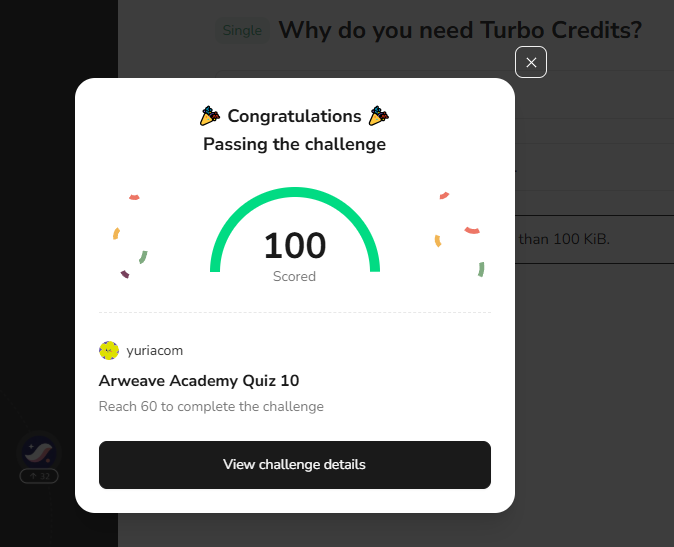 Single Why do you need Turbo Credits?
Congratulations
Passing the challenge
than 100 KiB.
100
Scored
yuriacom
Arweave Academy Quiz 10
Reach 60 to complete the challenge
32
View challenge details